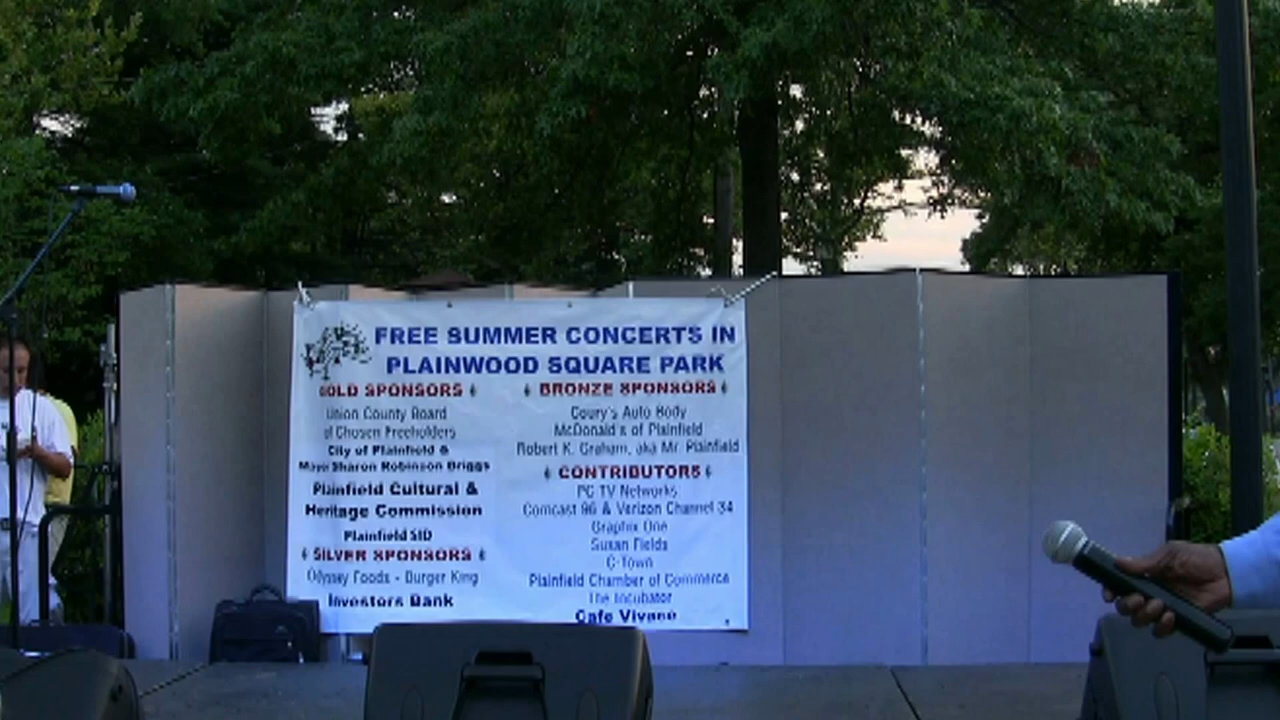 FREE SUMMER CONCERTS IN
PLAINWOOD SQUARE PARK
GOLD SPONSORS
Union County Board
of Chosen Freeholders
City of Plainfield &
Mayor Sharon Robinson Briggs
Plainfield Cultural &
Heritage Commission
Plainfield SID
SILVER SPONSORS
Odyssey Foods - Burger King
Investors Bank
BRONZE SPONSORS
Coury's Auto Body
McDonald's of Plainfield
Robert K. Graham, aka Mr. Plainfield
CONTRIBUTORS
PC TV Networks
Comcast 96 & Verizon Channel 34
Graphix One
Susan Fields
C-Town
Plainfield Chamber of Commerce
The Incubator
Cafe Vivane